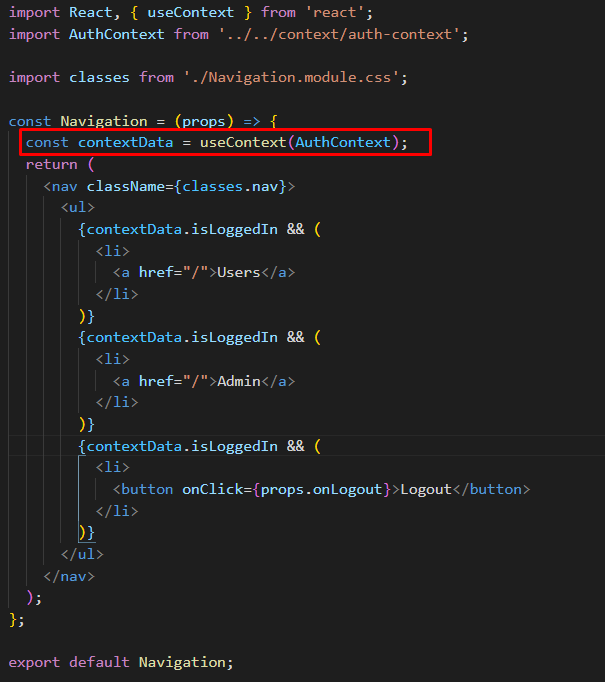 import React, { useContext } from 'react';
import AuthContext from '../../context/auth-context';

import classes from './Navigation.module.css';

const Navigation = (props) => {
  const contextData = useContext(AuthContext);
  return (
    <nav className={classes.nav}>
      <ul>
        {contextData.isLoggedIn && (
          <li>
            <a href="/">Users</a>
          </li>
        )}
        {contextData.isLoggedIn && (
          <li>
            <a href="/">Admin</a>
          </li>
        )}
        {contextData.isLoggedIn && (
          <li>
            <button onClick={props.onLogout}>Logout</button>
          </li>
        )}
      </ul>
    </nav>
  );
};

export default Navigation;